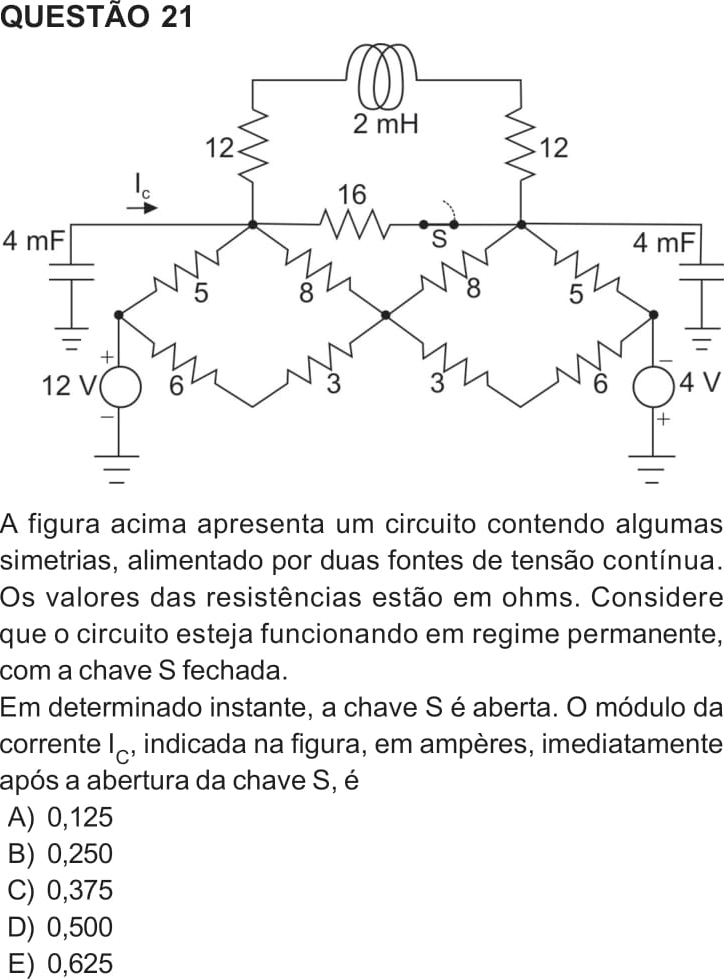 QUESTÃO 21
2 mH
12
12
I_c
16
4 mF
S
4 mF
5
8
8
5
+
−
12 V
6
3
3
6
4 V
−
+
A figura acima apresenta um circuito contendo algumas
simetrias, alimentado por duas fontes de tensão contínua.
Os valores das resistências estão em ohms. Considere
que o circuito esteja funcionando em regime permanente,
com a chave S fechada.
Em determinado instante, a chave S é aberta. O módulo da
corrente I_C, indicada na figura, em ampères, imediatamente
após a abertura da chave S, é
A) 0,125
B) 0,250
C) 0,375
D) 0,500
E) 0,625